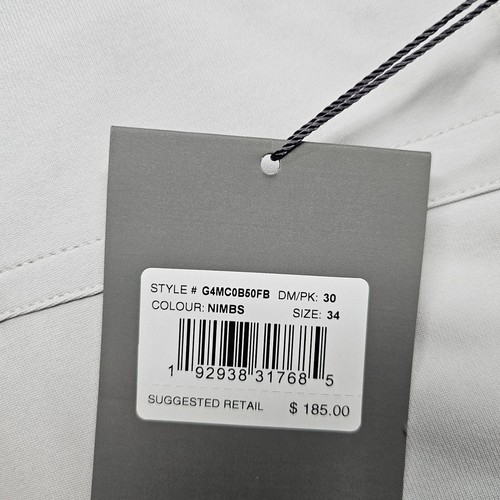 STYLE # G4MC0B50FB DM/PK: 30
COLOUR: NIMBS SIZE: 34
1 92938 31768 5
SUGGESTED RETAIL $ 185.00